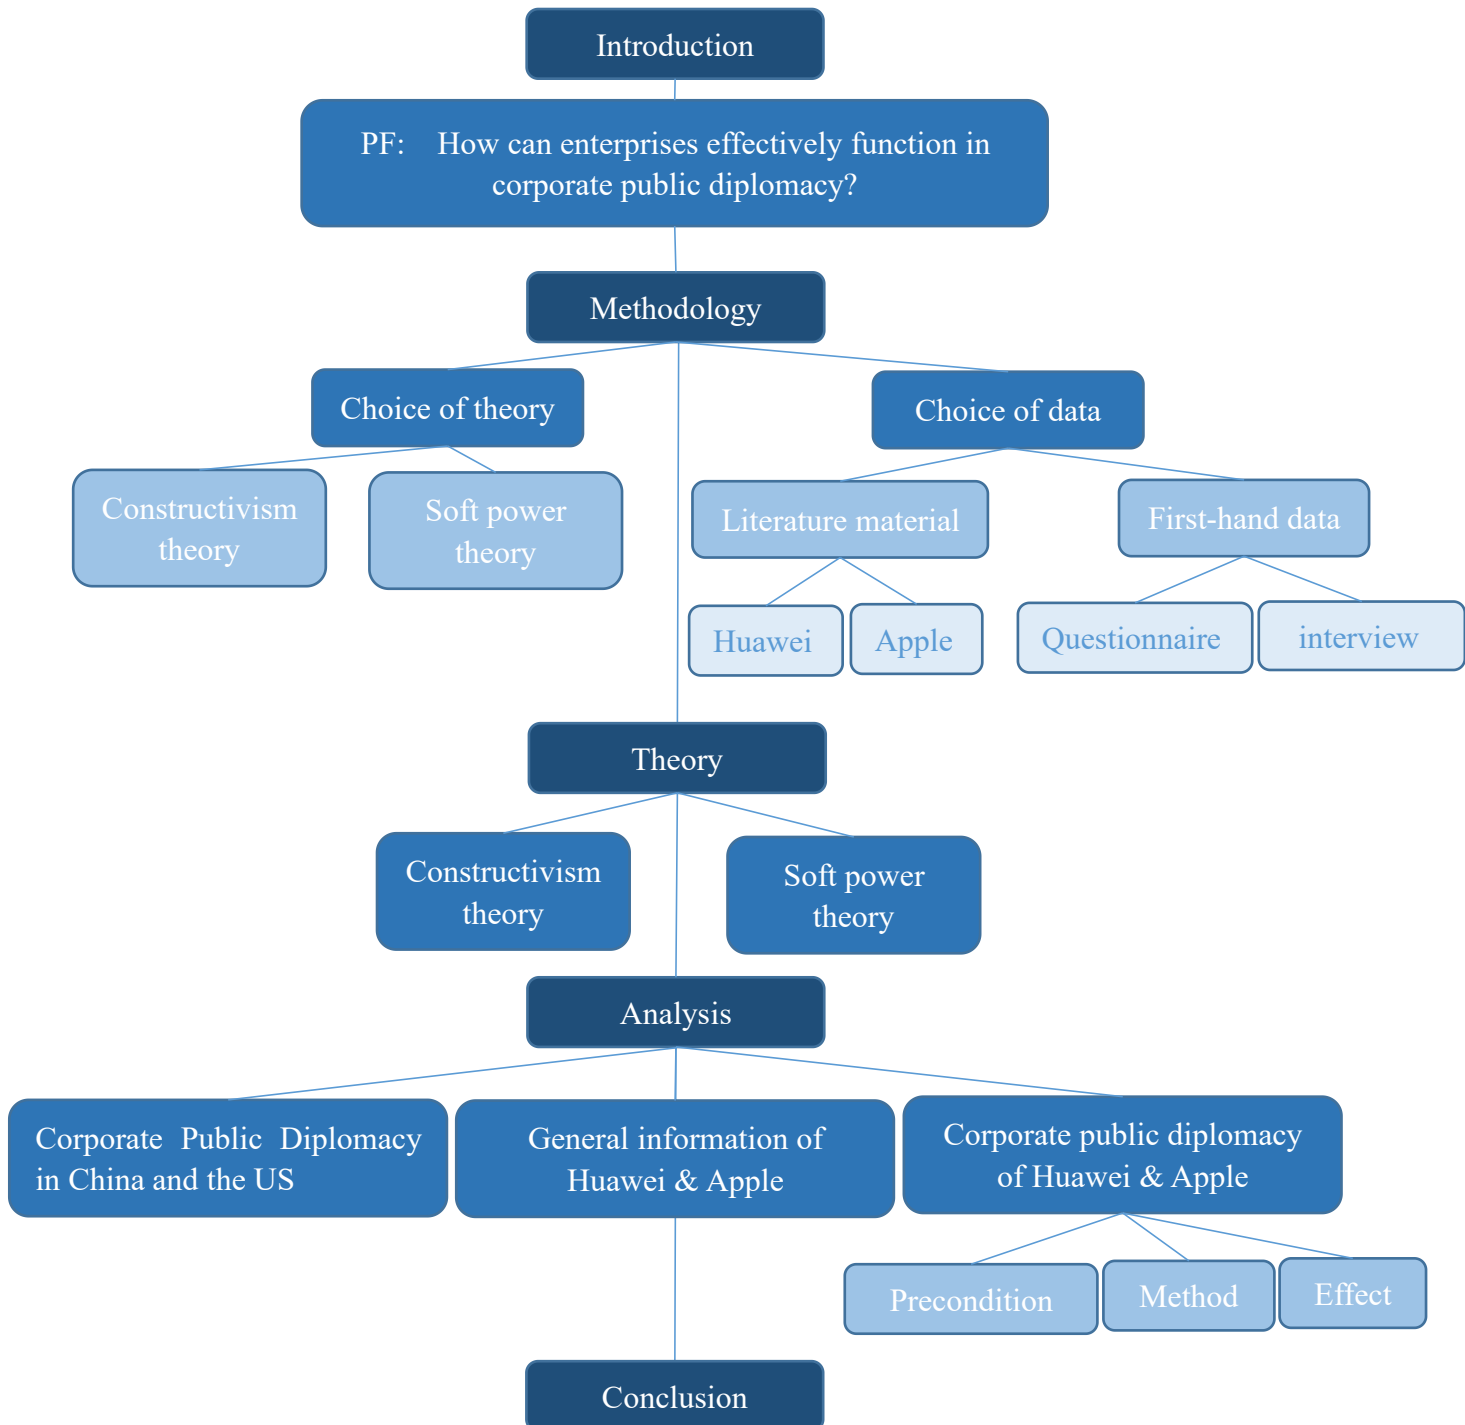 Introduction
PF: How can enterprises effectively function in
corporate public diplomacy?
Methodology
Choice of theory
Choice of data
Constructivism
theory
Soft power
theory
Literature material
First-hand data
Huawei
Apple
Questionnaire
interview
Theory
Constructivism
theory
Soft power
theory
Analysis
Corporate Public Diplomacy
in China and the US
General information of
Huawei & Apple
Corporate public diplomacy
of Huawei & Apple
Precondition
Method
Effect
Conclusion